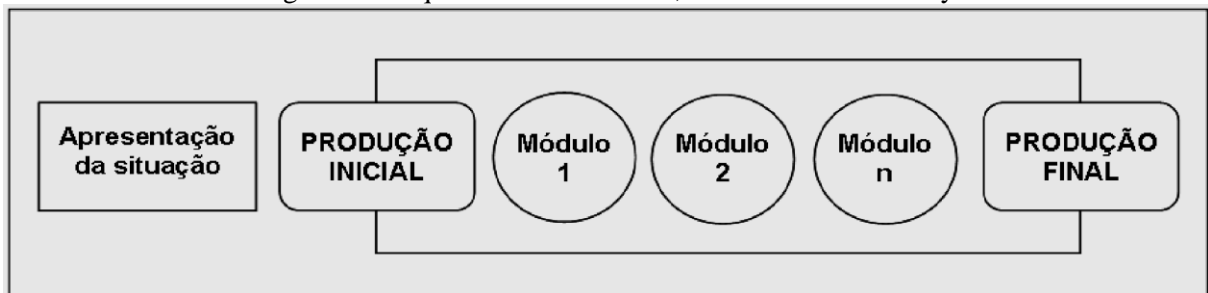 Apresentação
da situação
PRODUÇÃO
INICIAL
Módulo
1
Módulo
2
Módulo
n
PRODUÇÃO
FINAL